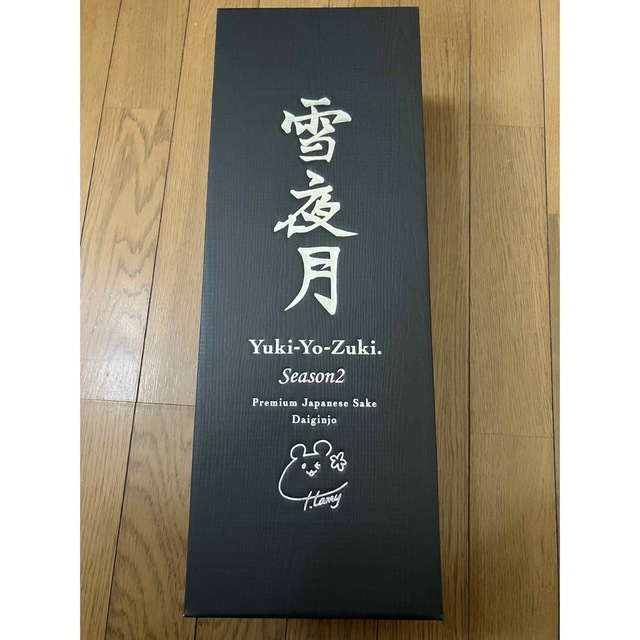 雪夜月
Yuki-Yo-Zuki.
Season2
Premium Japanese Sake
Daiginjo